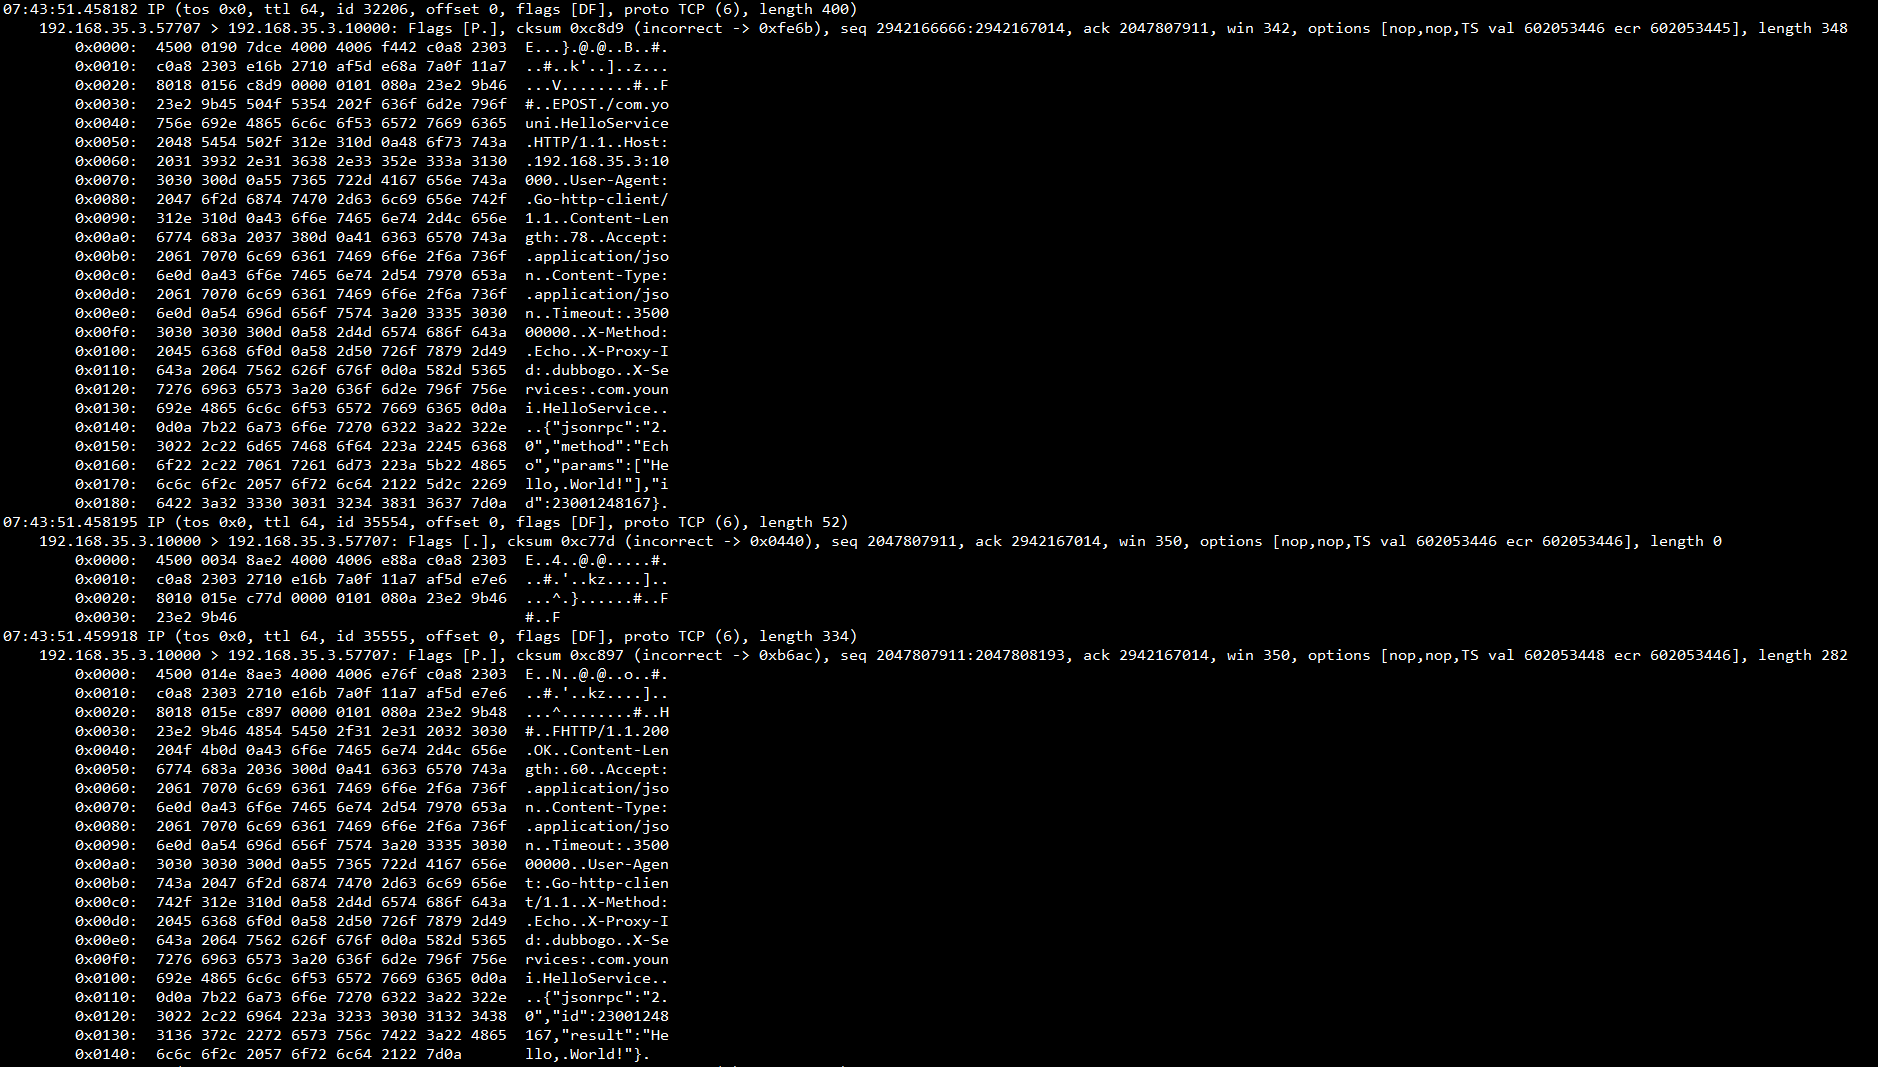 07:43:51.458182 IP (tos 0x0, ttl 64, id 32206, offset 0, flags [DF], proto TCP (6), length 400)
    192.168.35.3.57707 > 192.168.35.3.10000: Flags [P.], cksum 0xc8d9 (incorrect -> 0xfe6b), seq 2942166666:2942167014, ack 2047807911, win 342, options [nop,nop,TS val 602053446 ecr 602053445], length 348
        0x0000:  4500 0190 7dce 4000 4006 f442 c0a8 2303  E...}.@.@..B..#.
        0x0010:  c0a8 2303 e16b 2710 af5d e68a 7a0f 11a7  ..#..k'..]..z...
        0x0020:  8018 0156 c8d9 0000 0101 080a 23e2 9b46  ...V........#..F
        0x0030:  23e2 9b45 504f 5354 202f 636f 6d2e 796f  #..EPOST./com.yo
        0x0040:  756e 692e 4865 6c6c 6f53 6572 7669 6365  uni.HelloService
        0x0050:  2048 5454 502f 312e 310d 0a48 6f73 743a  .HTTP/1.1..Host:
        0x0060:  2031 3932 2e31 3638 2e33 352e 333a 3130  .192.168.35.3:10
        0x0070:  3030 300d 0a55 7365 722d 4167 656e 743a  000..User-Agent:
        0x0080:  2047 6f2d 6874 7470 2d63 6c69 656e 742f  .Go-http-client/
        0x0090:  312e 310d 0a43 6f6e 7465 6e74 2d4c 656e  1.1..Content-Len
        0x00a0:  6774 683a 2037 380d 0a41 6363 6570 743a  gth:.78..Accept:
        0x00b0:  2061 7070 6c69 6361 7469 6f6e 2f6a 736f  .application/jso
        0x00c0:  6e0d 0a43 6f6e 7465 6e74 2d54 7970 653a  n..Content-Type:
        0x00d0:  2061 7070 6c69 6361 7469 6f6e 2f6a 736f  .application/jso
        0x00e0:  6e0d 0a54 696d 656f 7574 3a20 3335 3030  n..Timeout:.3500
        0x00f0:  3030 3030 300d 0a58 2d4d 6574 686f 643a  00000..X-Method:
        0x0100:  2045 6368 6f0d 0a58 2d50 726f 7879 2d49  .Echo..X-Proxy-I
        0x0110:  643a 2064 7562 626f 676f 0d0a 582d 5365  d:.dubbogo..X-Se
        0x0120:  7276 6963 6573 3a20 636f 6d2e 796f 756e  rvices:.com.youn
        0x0130:  692e 4865 6c6c 6f53 6572 7669 6365 0d0a  i.HelloService..
        0x0140:  0d0a 7b22 6a73 6f6e 7270 6322 3a22 322e  ..{"jsonrpc":"2.
        0x0150:  3022 2c22 6d65 7468 6f64 223a 2245 6368  0","method":"Ech
        0x0160:  6f22 2c22 7061 7261 6d73 223a 5b22 4865  o","params":["He
        0x0170:  6c6c 6f2c 2057 6f72 6c64 2122 5d2c 2269  llo,.World!"],"i
        0x0180:  6422 3a32 3330 3031 3234 3831 3637 7d0a  d":23001248167}.
07:43:51.458195 IP (tos 0x0, ttl 64, id 35554, offset 0, flags [DF], proto TCP (6), length 52)
    192.168.35.3.10000 > 192.168.35.3.57707: Flags [.], cksum 0xc77d (incorrect -> 0x0440), seq 2047807911, ack 2942167014, win 350, options [nop,nop,TS val 602053446 ecr 602053446], length 0
        0x0000:  4500 0034 8ae2 4000 4006 e88a c0a8 2303  E..4..@.@.....#.
        0x0010:  c0a8 2303 2710 e16b 7a0f 11a7 af5d e7e6  ..#.'..kz....]..
        0x0020:  8010 015e c77d 0000 0101 080a 23e2 9b46  ...^.}......#..F
        0x0030:  23e2 9b46                                #..F
07:43:51.459918 IP (tos 0x0, ttl 64, id 35555, offset 0, flags [DF], proto TCP (6), length 334)
    192.168.35.3.10000 > 192.168.35.3.57707: Flags [P.], cksum 0xc897 (incorrect -> 0xb6ac), seq 2047807911:2047808193, ack 2942167014, win 350, options [nop,nop,TS val 602053448 ecr 602053446], length 282
        0x0000:  4500 014e 8ae3 4000 4006 e76f c0a8 2303  E..N..@.@..o..#.
        0x0010:  c0a8 2303 2710 e16b 7a0f 11a7 af5d e7e6  ..#.'..kz....]..
        0x0020:  8018 015e c897 0000 0101 080a 23e2 9b48  ...^........#..H
        0x0030:  23e2 9b46 4854 5450 2f31 2e31 2032 3030  #..FHTTP/1.1.200
        0x0040:  204f 4b0d 0a43 6f6e 7465 6e74 2d4c 656e  .OK..Content-Len
        0x0050:  6774 683a 2036 300d 0a41 6363 6570 743a  gth:.60..Accept:
        0x0060:  2061 7070 6c69 6361 7469 6f6e 2f6a 736f  .application/jso
        0x0070:  6e0d 0a43 6f6e 7465 6e74 2d54 7970 653a  n..Content-Type:
        0x0080:  2061 7070 6c69 6361 7469 6f6e 2f6a 736f  .application/jso
        0x0090:  6e0d 0a54 696d 656f 7574 3a20 3335 3030  n..Timeout:.3500
        0x00a0:  3030 3030 300d 0a55 7365 722d 4167 656e  00000..User-Agen
        0x00b0:  743a 2047 6f2d 6874 7470 2d63 6c69 656e  t:.Go-http-clien
        0x00c0:  742f 312e 310d 0a58 2d4d 6574 686f 643a  t/1.1..X-Method:
        0x00d0:  2045 6368 6f0d 0a58 2d50 726f 7879 2d49  .Echo..X-Proxy-I
        0x00e0:  643a 2064 7562 626f 676f 0d0a 582d 5365  d:.dubbogo..X-Se
        0x00f0:  7276 6963 6573 3a20 636f 6d2e 796f 756e  rvices:.com.youn
        0x0100:  692e 4865 6c6c 6f53 6572 7669 6365 0d0a  i.HelloService..
        0x0110:  0d0a 7b22 6a73 6f6e 7270 6322 3a22 322e  ..{"jsonrpc":"2.
        0x0120:  3022 2c22 6964 223a 3233 3030 3132 3438  0","id":23001248
        0x0130:  3136 372c 2272 6573 756c 7422 3a22 4865  167,"result":"He
        0x0140:  6c6c 6f2c 2057 6f72 6c64 2122 7d0a       llo,.World!"}.